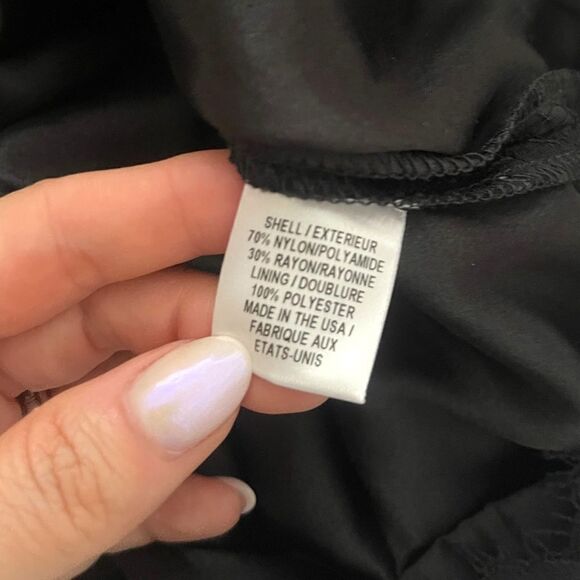 SHELL / EXTERIEUR
70% NYLON/POLYAMIDE
30% RAYON/RAYONNE
LINING / DOUBLURE
100% POLYESTER
MADE IN THE USA /
FABRIQUE AUX
ETATS-UNIS